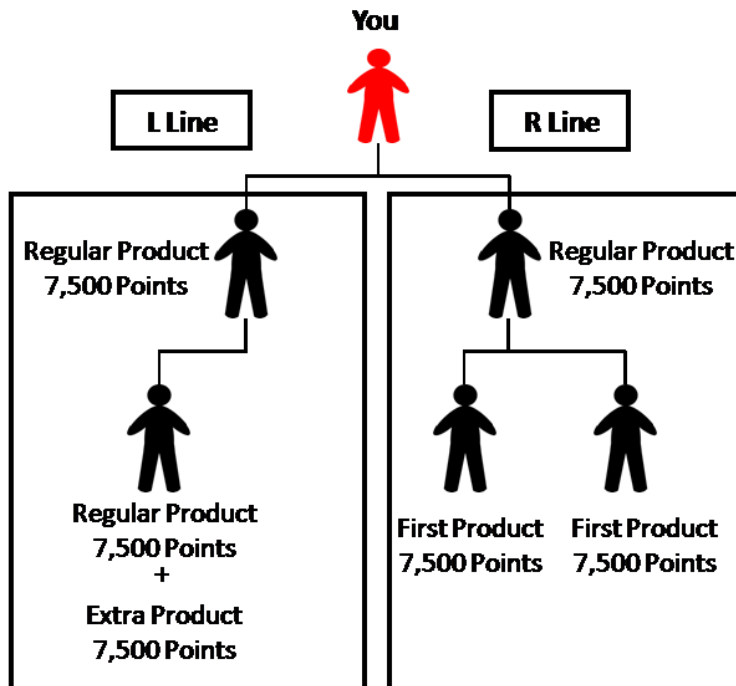 You
L Line
R Line
Regular Product
7,500 Points
Regular Product
7,500 Points
Regular Product
7,500 Points
+
Extra Product
7,500 Points
First Product
7,500 Points
First Product
7,500 Points